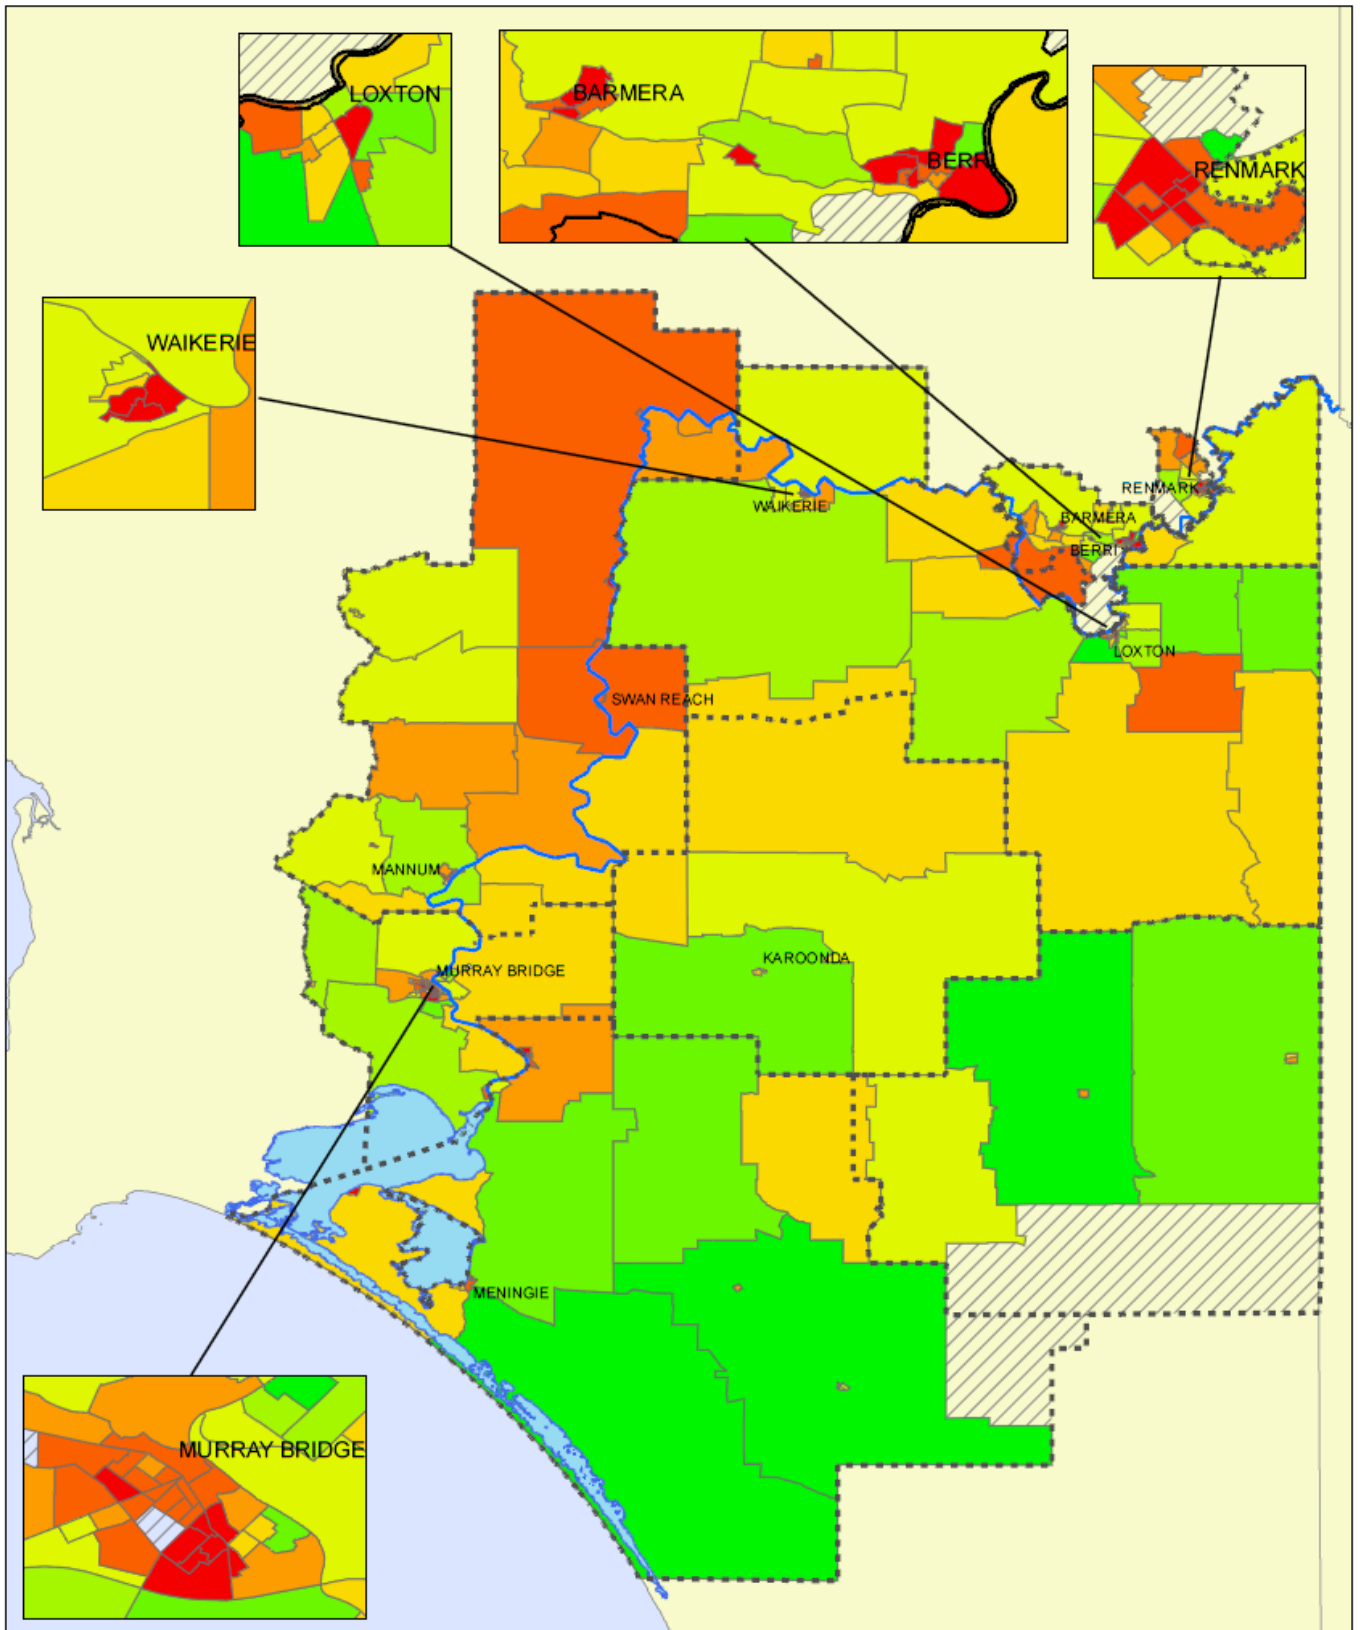 LOXTON
BARMERA
BERRI
RENMARK
WAIKERIE
RENMARK
WAIKERIE
BARMERA
BERRI
LOXTON
SWAN REACH
MANNUM
KAROONDA
MURRAY BRIDGE
MENINGIE
MURRAY BRIDGE